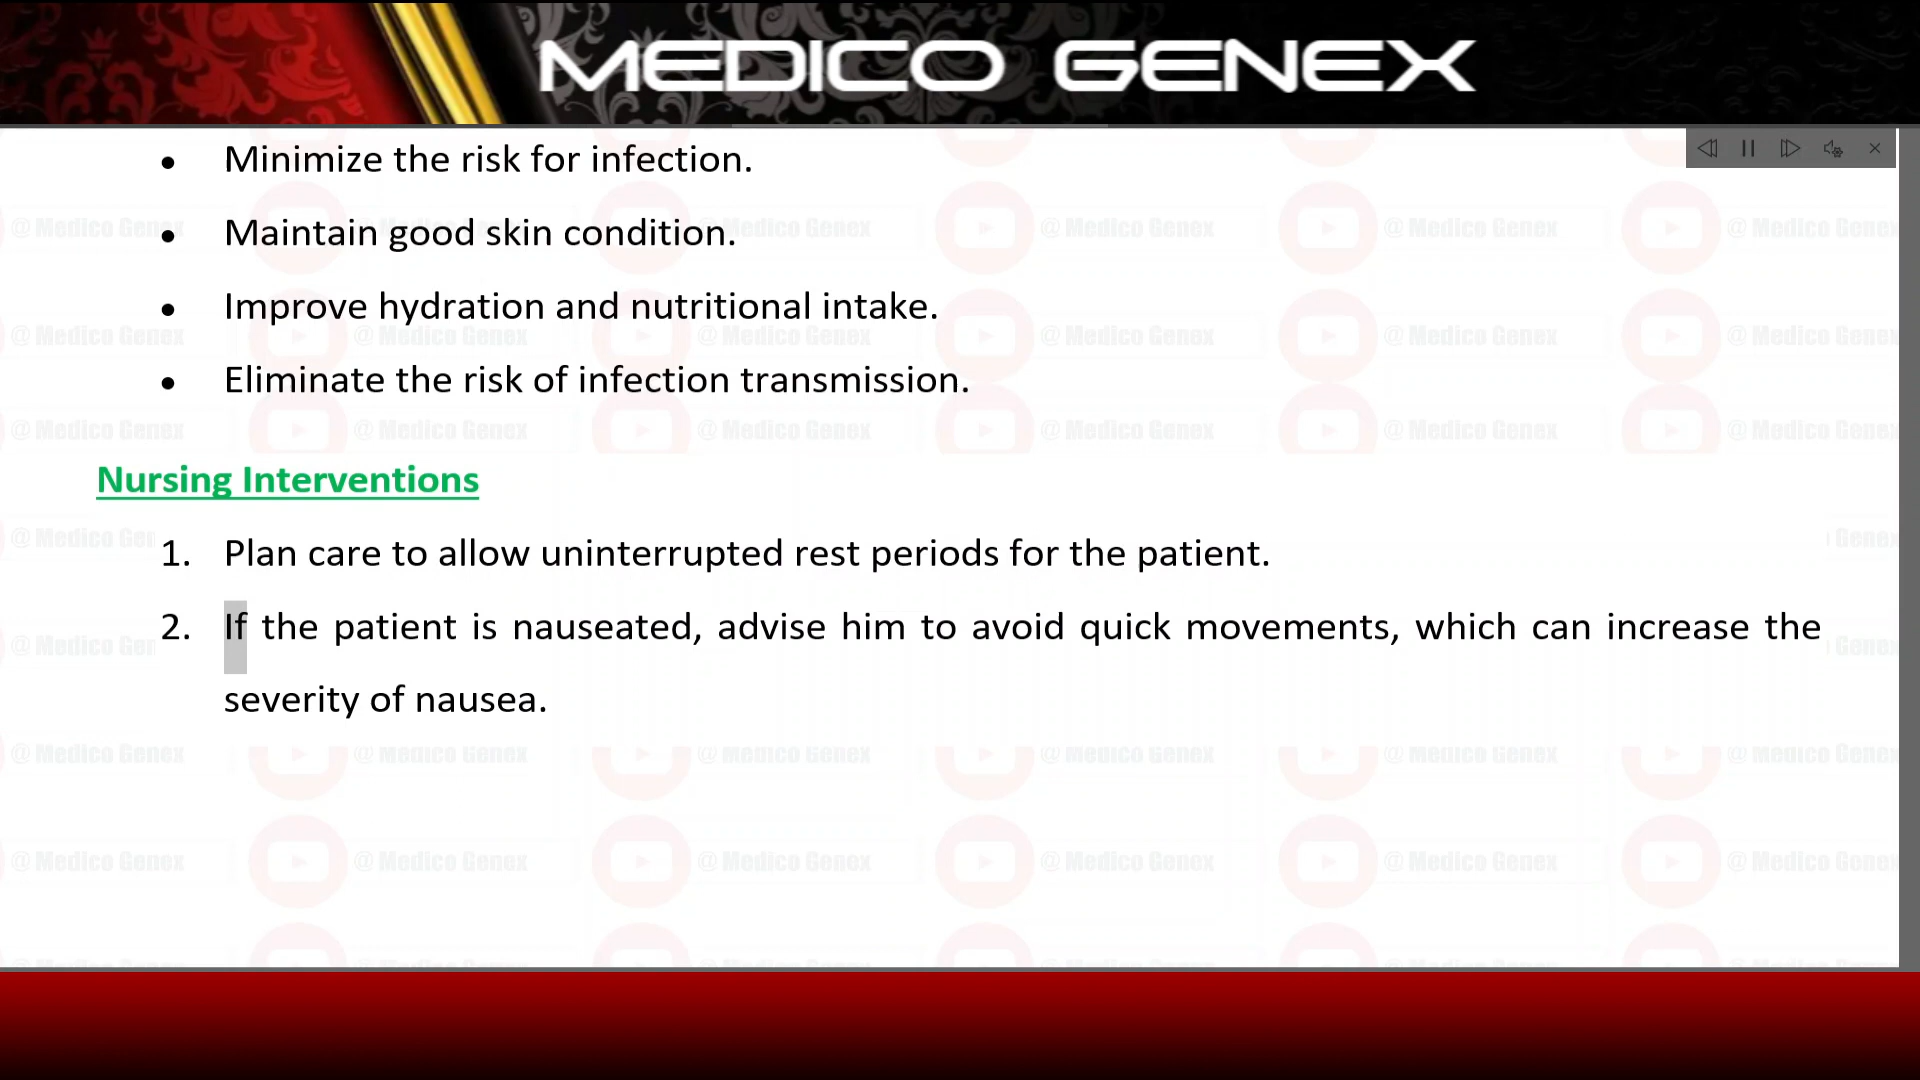 MEDICO GENEX
• Minimize the risk for infection.
• Maintain good skin condition.
• Improve hydration and nutritional intake.
• Eliminate the risk of infection transmission.
Nursing Interventions
1. Plan care to allow uninterrupted rest periods for the patient.
2. If the patient is nauseated, advise him to avoid quick movements, which can increase the
severity of nausea.
@ Medico Genex